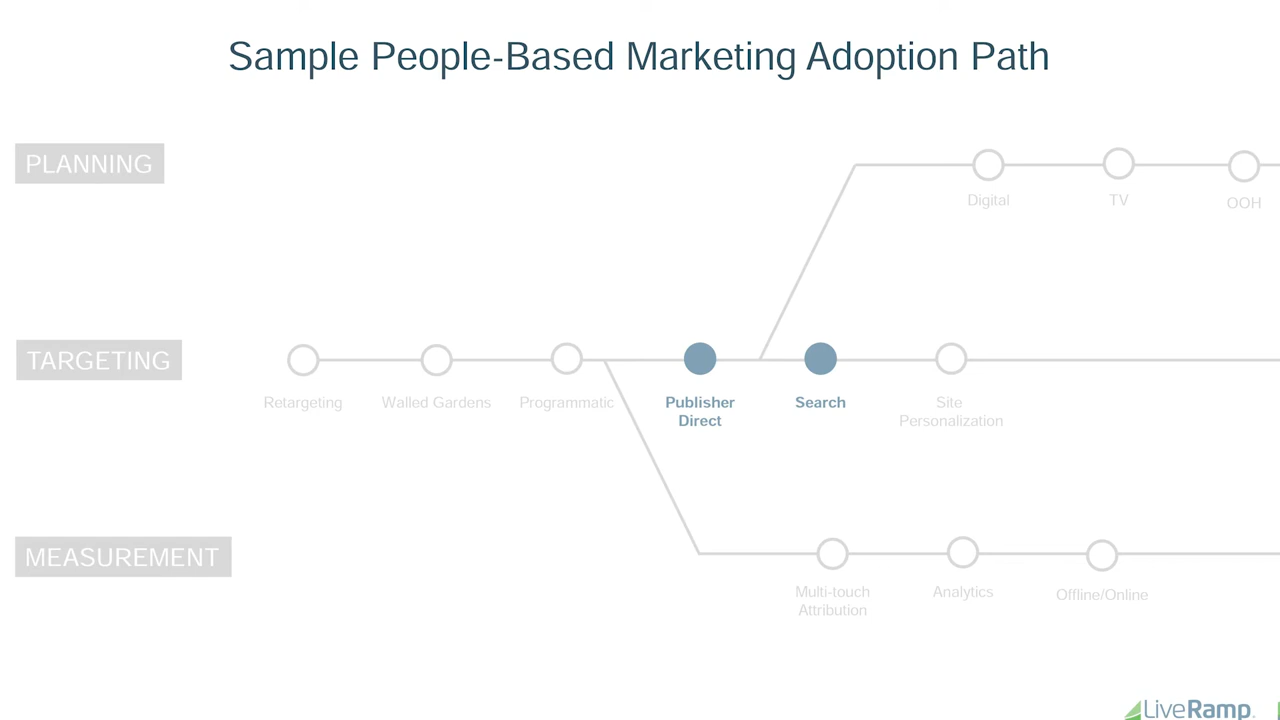 Sample People-Based Marketing Adoption Path
PLANNING
Digital
TV
OOH
TARGETING
Retargeting
Walled Gardens
Programmatic
Publisher
Direct
Search
Site
Personalization
MEASUREMENT
Multi-touch
Attribution
Analytics
Offline/Online
LiveRamp